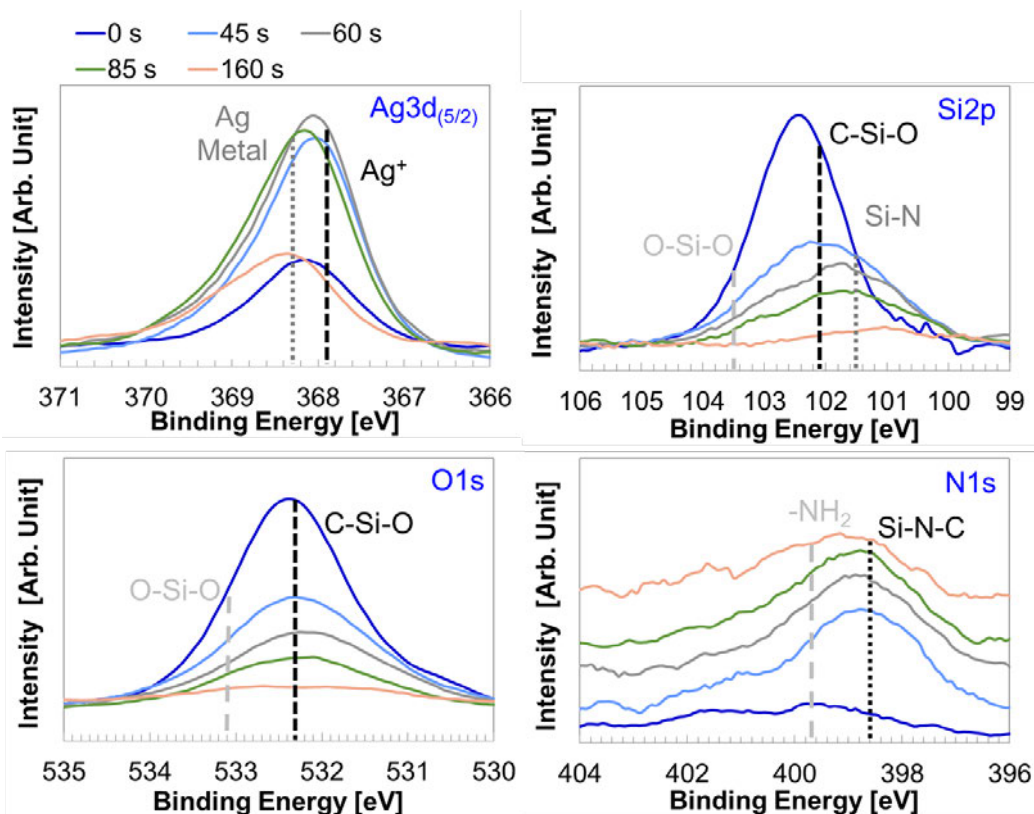 0 s 45 s 60 s
85 s 160 s
Ag3d(5/2)
Ag
Metal
Ag⁺
Intensity [Arb. Unit]
371 370 369 368 367 366
Binding Energy [eV]
Si2p
C-Si-O
Si-N
O-Si-O
Intensity [Arb. Unit]
106 105 104 103 102 101 100 99
Binding Energy [eV]
O1s
C-Si-O
O-Si-O
Intensity [Arb. Unit]
535 534 533 532 531 530
Binding Energy [eV]
N1s
-NH₂
Si-N-C
Intensity [Arb. Unit]
404 402 400 398 396
Binding Energy [eV]